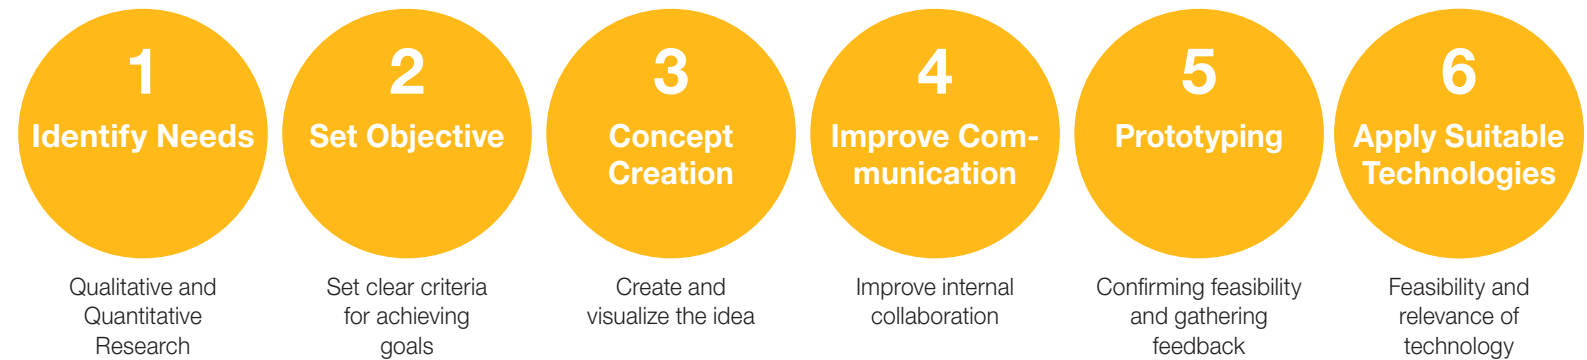 1
Identify Needs
Qualitative and
Quantitative
Research
2
Set Objective
Set clear criteria
for achieving
goals
3
Concept
Creation
Create and
visualize the idea
4
Improve Com-
munication
Improve internal
collaboration
5
Prototyping
Confirming feasibility
and gathering
feedback
6
Apply Suitable
Technologies
Feasibility and
relevance of
technology